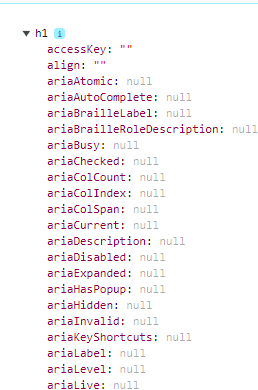 ▼ h1 i
accessKey: ""
align: ""
ariaAtomic: null
ariaAutoComplete: null
ariaBrailleLabel: null
ariaBrailleRoleDescription: null
ariaBusy: null
ariaChecked: null
ariaColCount: null
ariaColIndex: null
ariaColSpan: null
ariaCurrent: null
ariaDescription: null
ariaDisabled: null
ariaExpanded: null
ariaHasPopup: null
ariaHidden: null
ariaInvalid: null
ariaKeyShortcuts: null
ariaLabel: null
ariaLevel: null
ariaLive: null